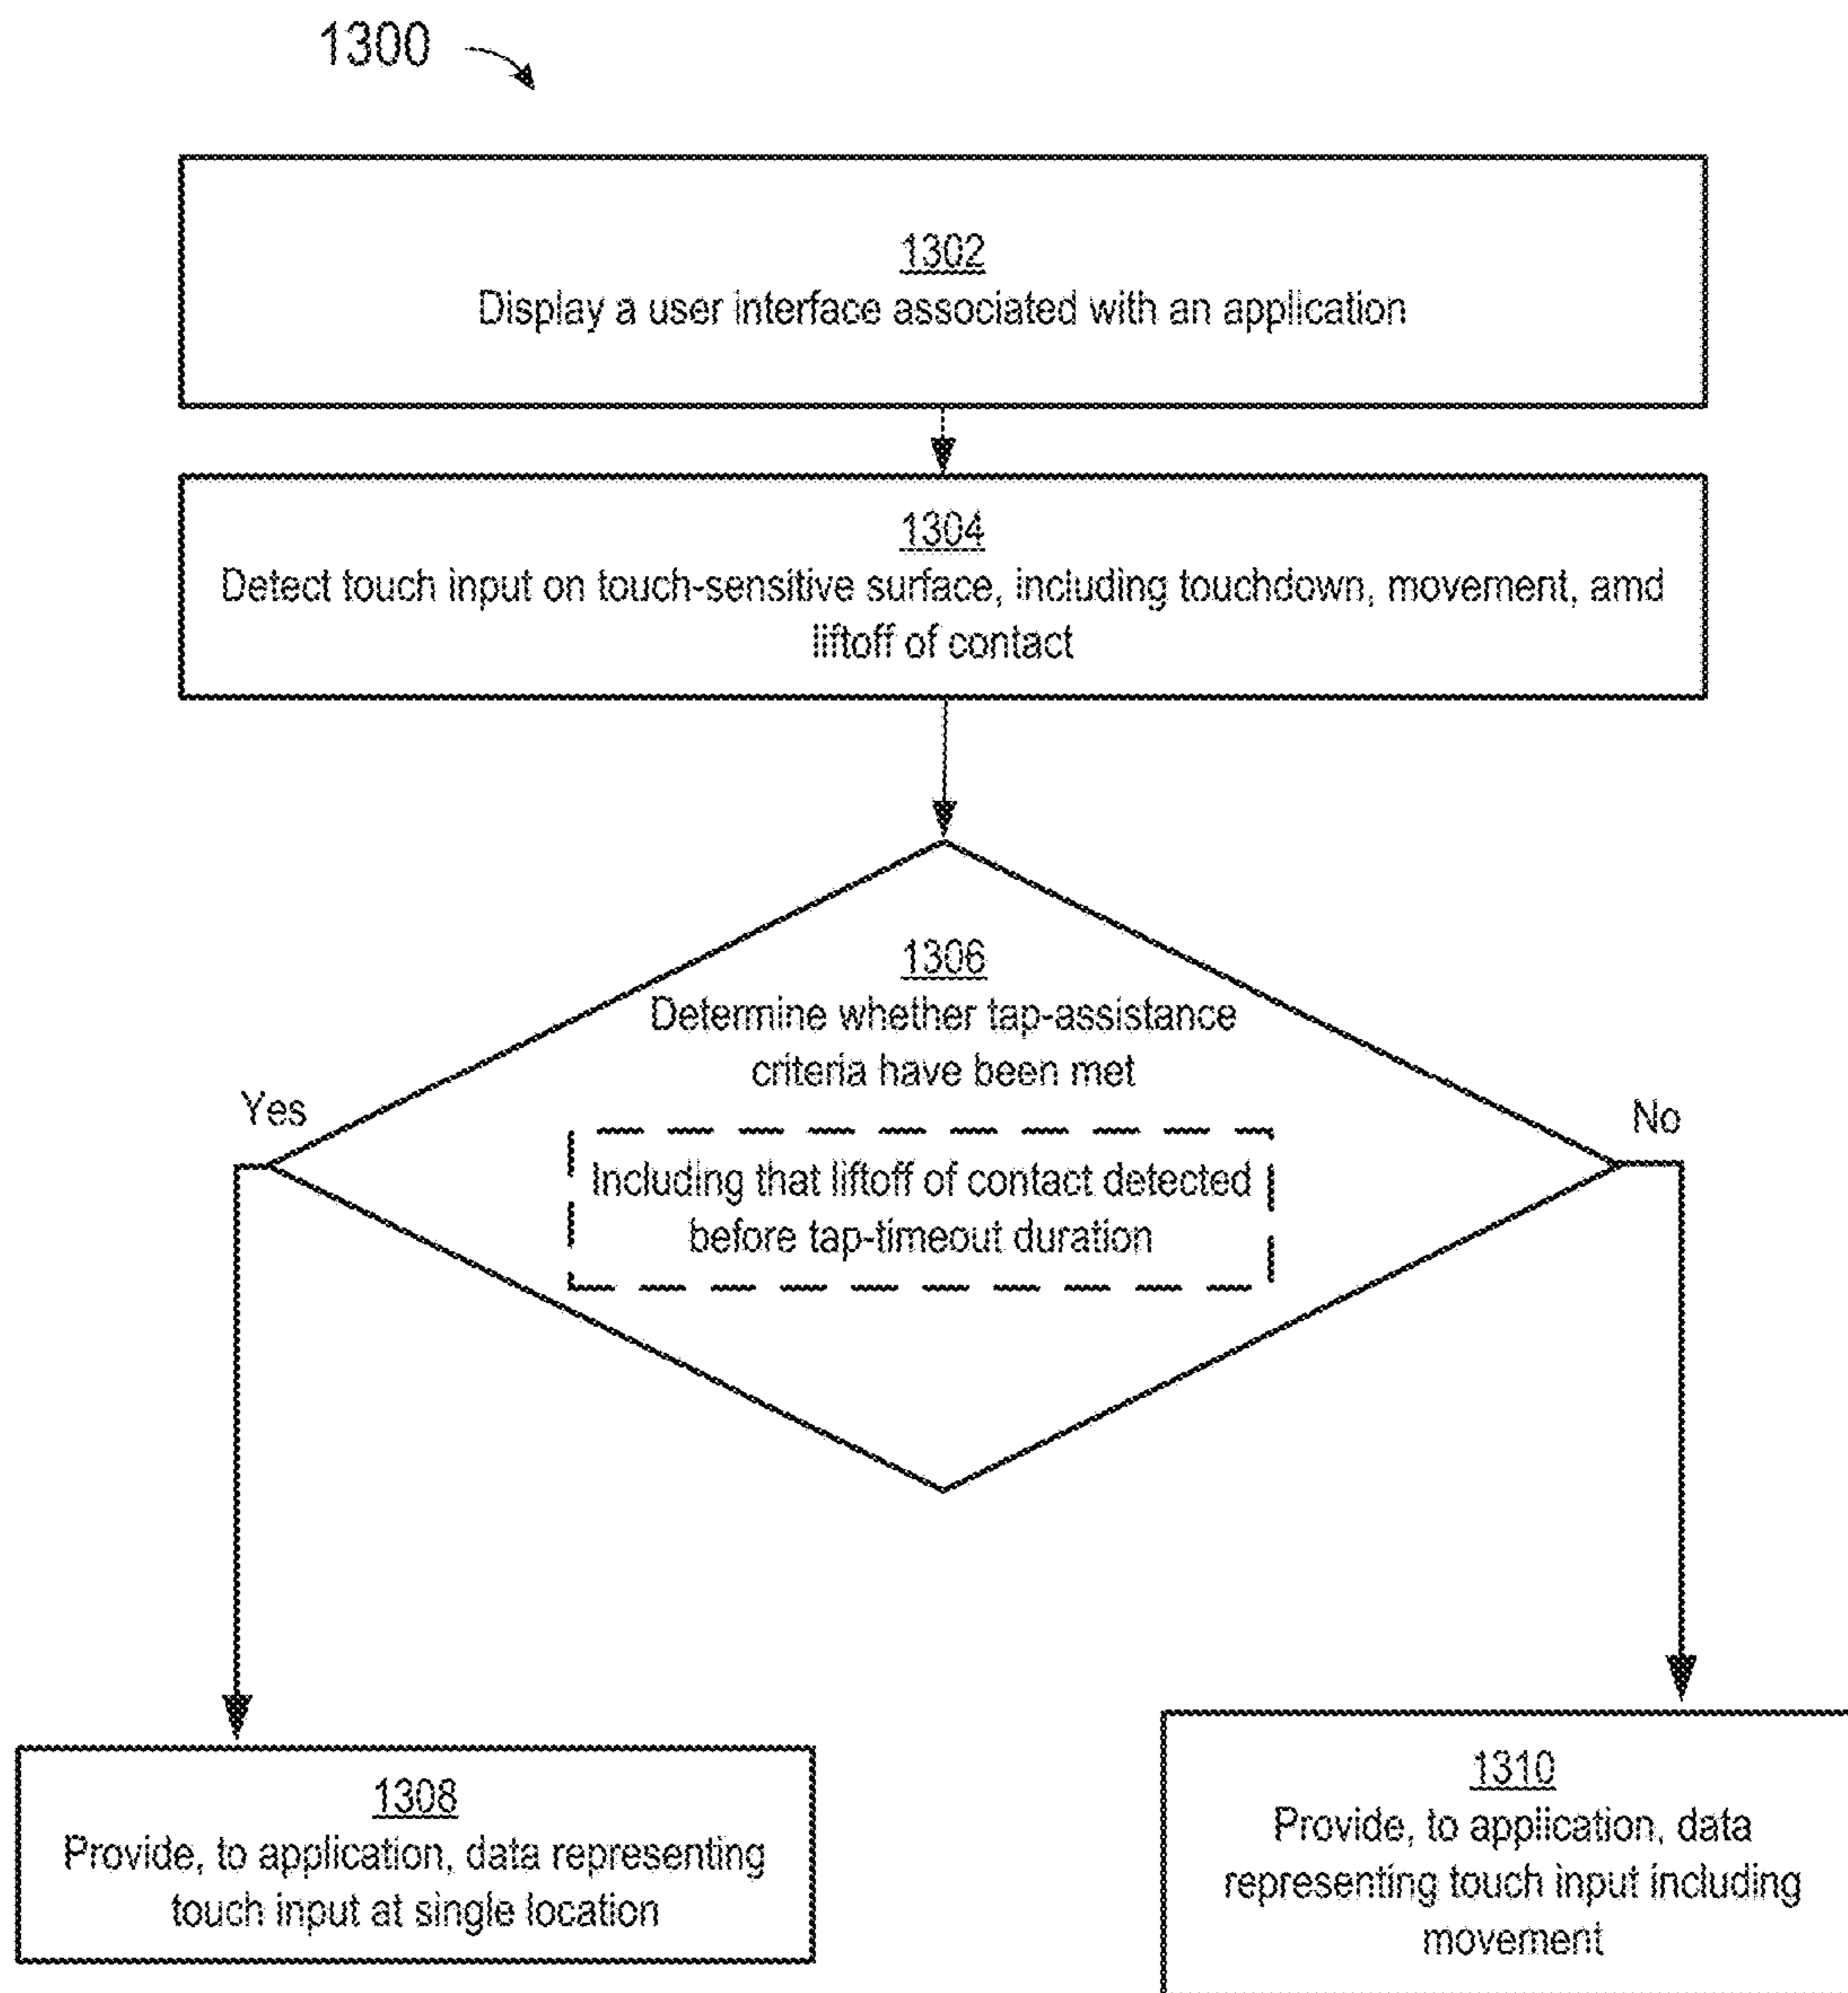 1300
1302
Display a user interface associated with an application
1304
Detect touch input on touch-sensitive surface, including touchdown, movement, amd
liftoff of contact
1306
Determine whether tap-assistance
criteria have been met
Yes
No
Including that liftoff of contact detected
before tap-timeout duration
1308
Provide, to application, data representing
touch input at single location
1310
Provide, to application, data
representing touch input including
movement